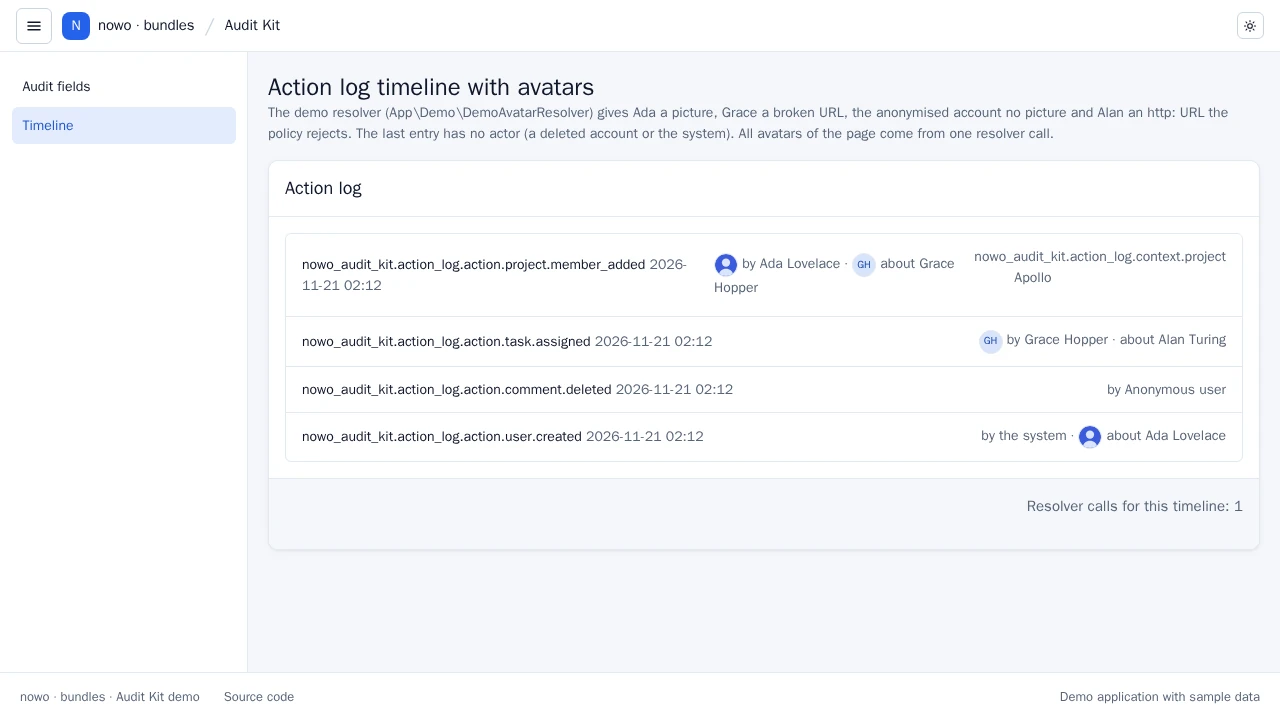 N nowo · bundles / Audit Kit
Audit fields
Timeline
Action log timeline with avatars
The demo resolver (App\Demo\DemoAvatarResolver) gives Ada a picture, Grace a broken URL, the anonymised account no picture and Alan an http: URL the
policy rejects. The last entry has no actor (a deleted account or the system). All avatars of the page come from one resolver call.
Action log
nowo_audit_kit.action_log.action.project.member_added 2026-
11-21 02:12
by Ada Lovelace · GH about Grace
Hopper
nowo_audit_kit.action_log.context.project
Apollo
nowo_audit_kit.action_log.action.task.assigned 2026-11-21 02:12
GH by Grace Hopper · about Alan Turing
nowo_audit_kit.action_log.action.comment.deleted 2026-11-21 02:12
by Anonymous user
nowo_audit_kit.action_log.action.user.created 2026-11-21 02:12
by the system · about Ada Lovelace
Resolver calls for this timeline: 1
nowo · bundles · Audit Kit demo
Source code
Demo application with sample data